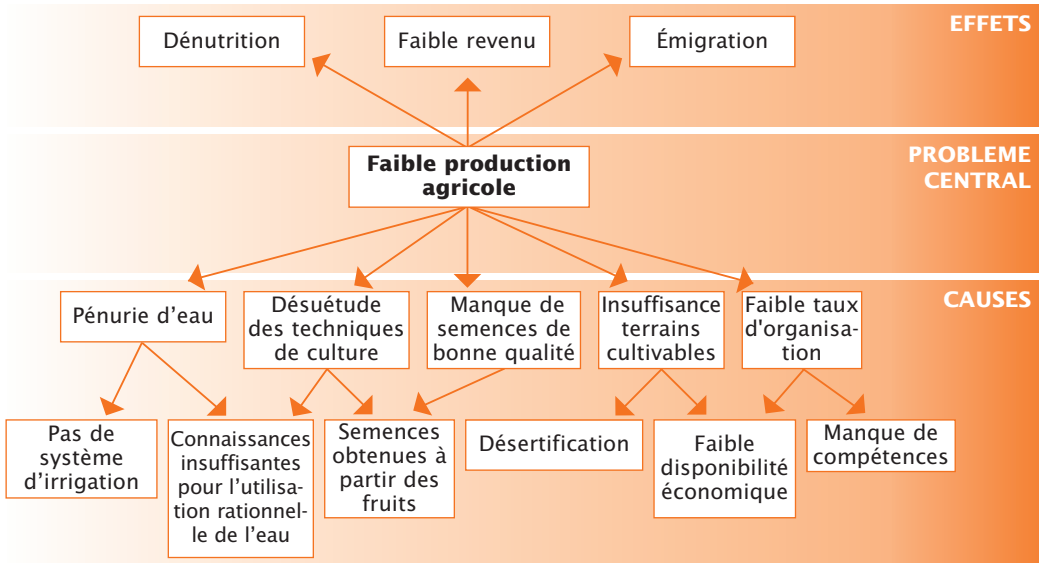 EFFETS
Dénutrition
Faible revenu
Émigration
PROBLEME
CENTRAL
Faible production
agricole
CAUSES
Pénurie d’eau
Désuétude
des techniques
de culture
Manque de
semences de
bonne qualité
Insuffisance
terrains
cultivables
Faible taux
d'organisa-
tion
Pas de
système
d’irrigation
Connaissances
insuffisantes
pour l’utilisa-
tion rationnel-
le de l’eau
Semences
obtenues à
partir des
fruits
Désertification
Faible
disponibilité
économique
Manque de
compétences